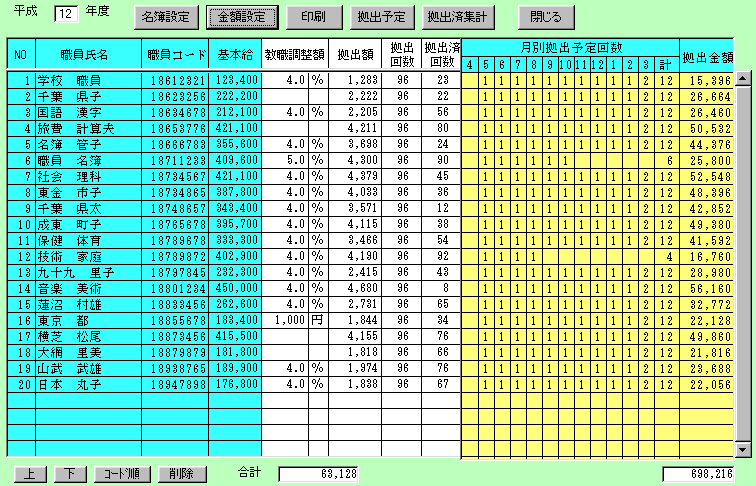 平成 12 年度 名簿設定 金額設定 印刷 拠出予定 拠出済集計 閉じる
NO 職員氏名 職員コード 基本給 教職調整額 拠出額 拠出回数 拠出済回数 月別拠出予定回数 拠出金額
4 5 6 7 8 9 10 11 12 1 2 3 計
1 学校 職員 18612321 123,400 4.0 % 1,283 96 23 1 1 1 1 1 1 1 1 1 1 2 12 15,396
2 千葉 県子 18623256 222,200 2,222 96 22 1 1 1 1 1 1 1 1 1 1 2 12 26,664
3 国語 漢字 18634678 212,100 4.0 % 2,205 96 56 1 1 1 1 1 1 1 1 1 1 2 12 26,460
4 旅費 計算夫 18653776 421,100 4,211 96 80 1 1 1 1 1 1 1 1 1 1 2 12 50,532
5 名簿 管子 18666783 355,600 4.0 % 3,698 96 24 1 1 1 1 1 1 1 1 1 1 2 12 44,376
6 職員 名簿 18711233 409,600 5.0 % 4,300 96 90 1 1 1 1 1 1 6 25,800
7 社会 理科 18734567 421,100 4.0 % 4,379 96 45 1 1 1 1 1 1 1 1 1 1 2 12 52,548
8 東金 市子 18734865 387,800 4.0 % 4,033 96 36 1 1 1 1 1 1 1 1 1 1 2 12 48,396
9 千葉 県太 18748657 343,400 4.0 % 3,571 96 12 1 1 1 1 1 1 1 1 1 1 2 12 42,852
10 成東 町子 18765678 395,700 4.0 % 4,115 96 38 1 1 1 1 1 1 1 1 1 1 2 12 49,380
11 保健 体育 18789678 333,300 4.0 % 3,466 96 54 1 1 1 1 1 1 1 1 1 1 2 12 41,592
12 技術 家庭 18789872 402,900 4.0 % 4,190 96 92 1 1 1 1 4 16,760
13 九十九 里子 18797845 232,300 4.0 % 2,415 96 43 1 1 1 1 1 1 1 1 1 1 2 12 28,980
14 音楽 美術 18801234 450,000 4.0 % 4,680 96 8 1 1 1 1 1 1 1 1 1 1 2 12 56,160
15 蓮沼 村雄 18833456 262,600 4.0 % 2,731 96 65 1 1 1 1 1 1 1 1 1 1 2 12 32,772
16 東京 都 18855678 183,400 1,000 円 1,844 96 34 1 1 1 1 1 1 1 1 1 1 2 12 22,128
17 横芝 松尾 18873456 415,500 4,155 96 76 1 1 1 1 1 1 1 1 1 1 2 12 49,860
18 大網 里美 18879879 181,800 1,818 96 66 1 1 1 1 1 1 1 1 1 1 2 12 21,816
19 山武 武雄 18938765 189,900 4.0 % 1,974 96 76 1 1 1 1 1 1 1 1 1 1 2 12 23,688
20 日本 丸子 18947898 176,800 4.0 % 1,838 96 67 1 1 1 1 1 1 1 1 1 1 2 12 22,056
上 下 ｺｰﾄﾞ順 削除 合計 63,128 698,216